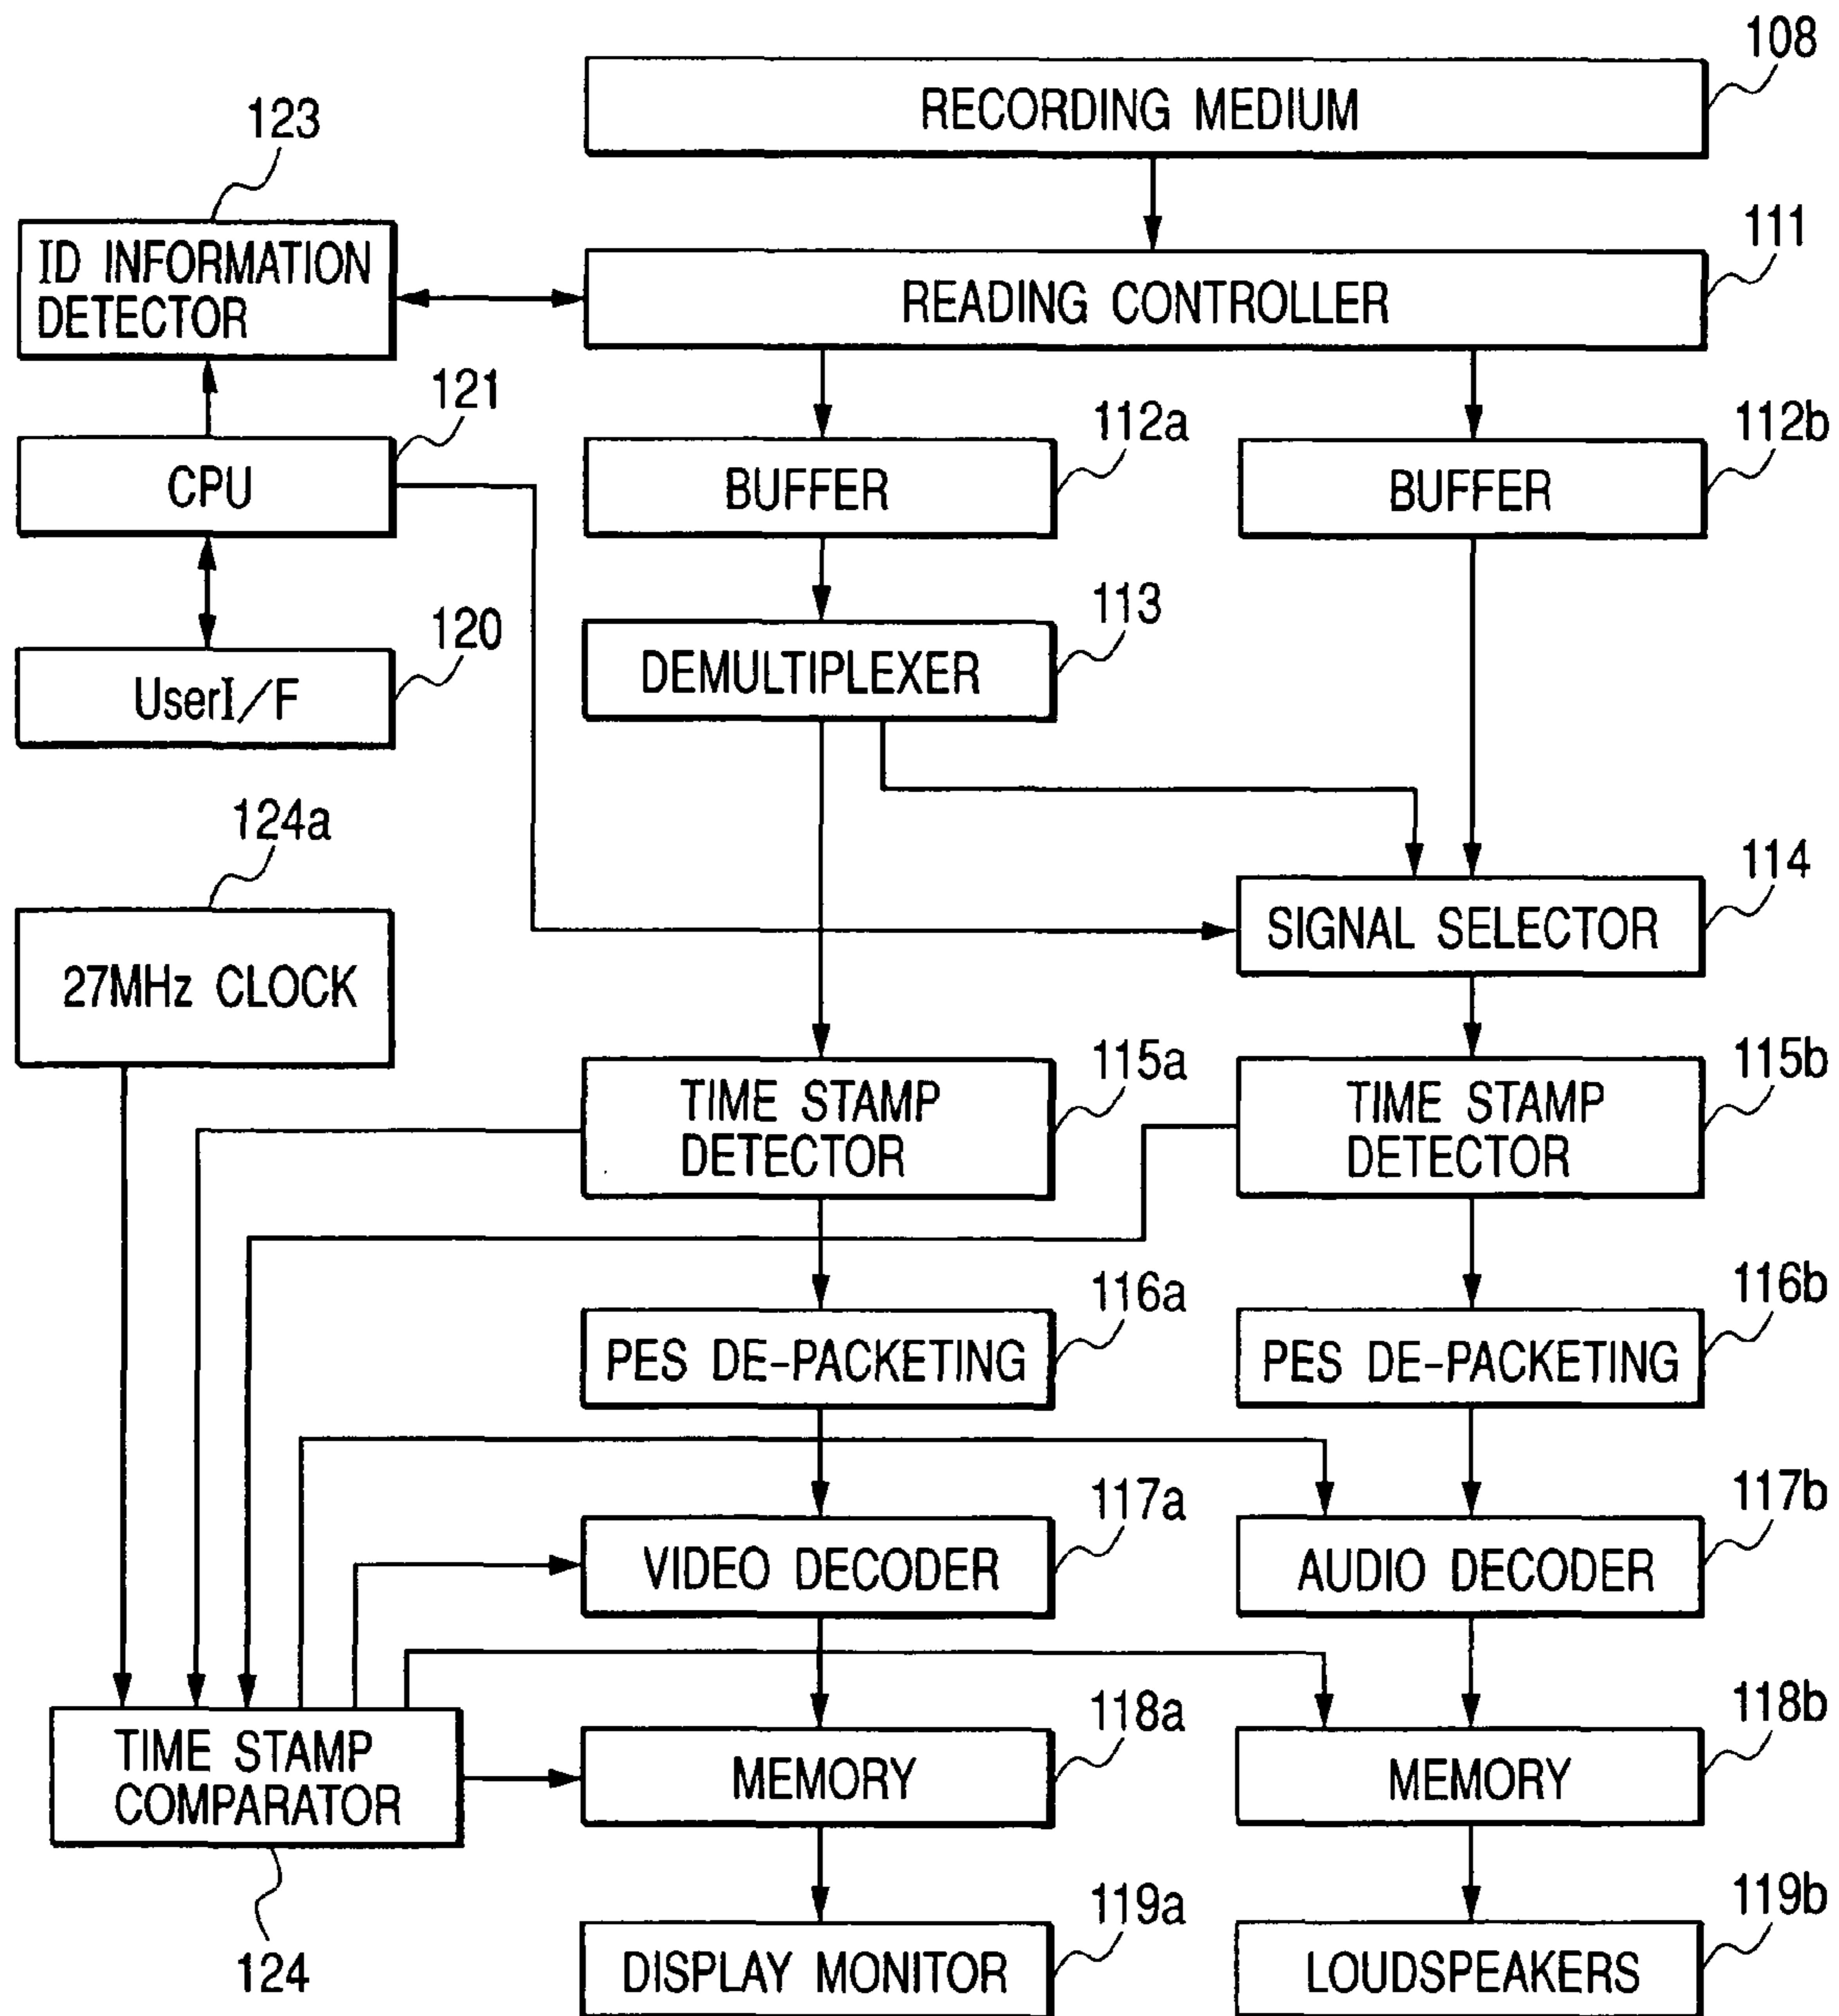 108
RECORDING MEDIUM
123
111
ID INFORMATION
DETECTOR
READING CONTROLLER
121
112a
112b
CPU
BUFFER
BUFFER
120
113
UserI/F
DEMULTIPLEXER
124a
114
27MHz CLOCK
SIGNAL SELECTOR
115a
115b
TIME STAMP
DETECTOR
TIME STAMP
DETECTOR
116a
116b
PES DE-PACKETING
PES DE-PACKETING
117a
117b
VIDEO DECODER
AUDIO DECODER
118a
118b
TIME STAMP
COMPARATOR
MEMORY
MEMORY
124
119a
119b
DISPLAY MONITOR
LOUDSPEAKERS